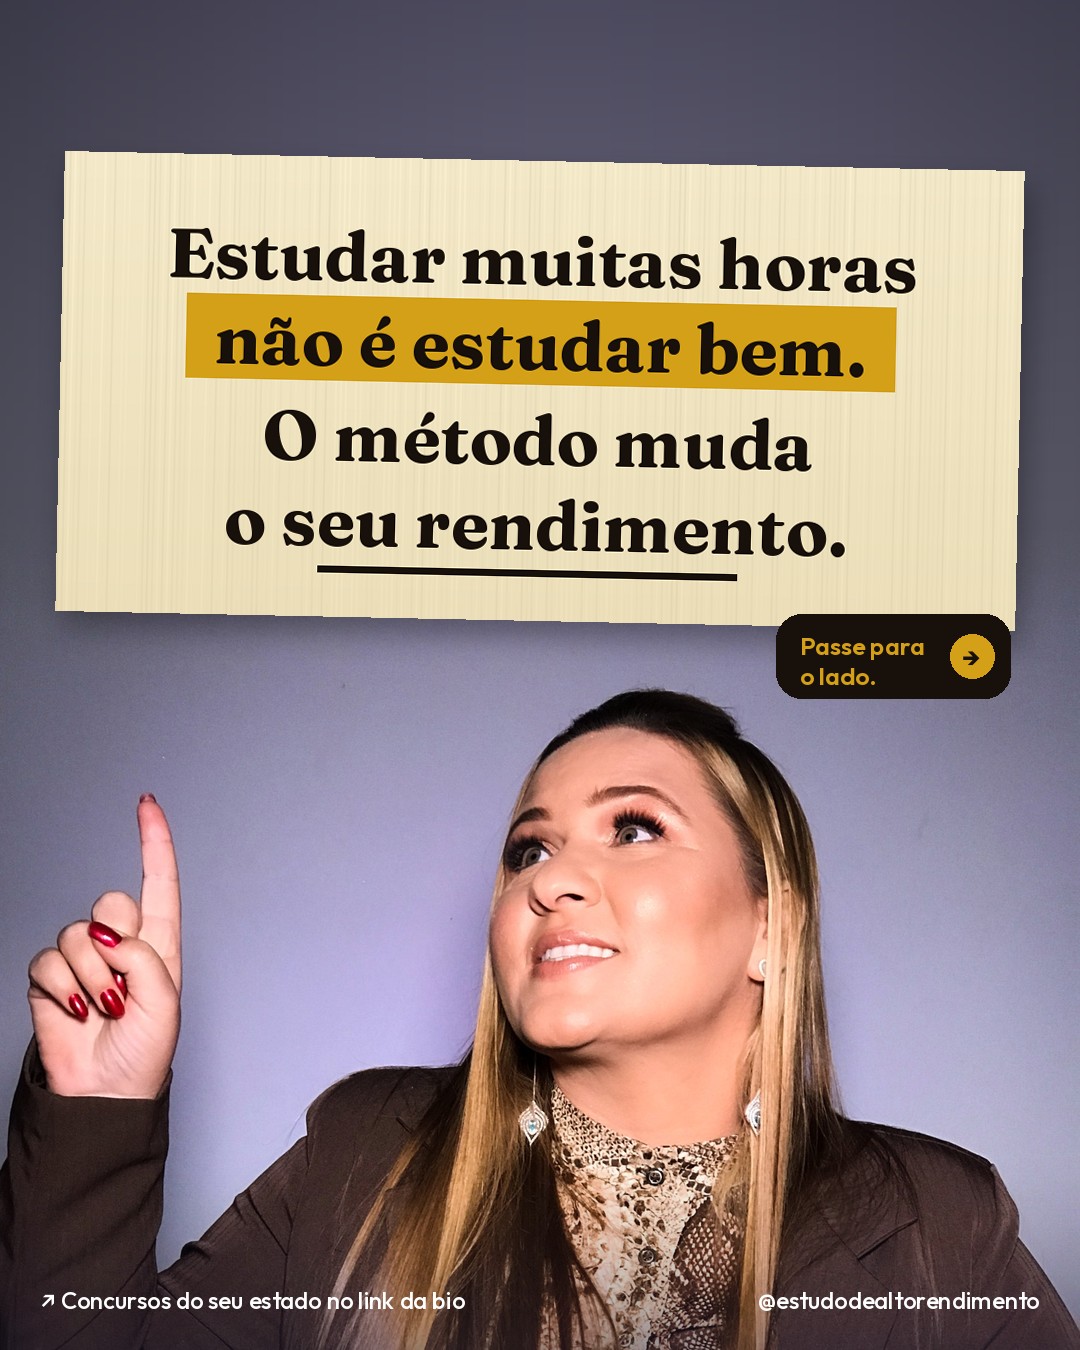 Estudar muitas horas
não é estudar bem.
O método muda
o seu rendimento.
Passe para
o lado.
↗ Concursos do seu estado no link da bio
@estudodealtorendimento